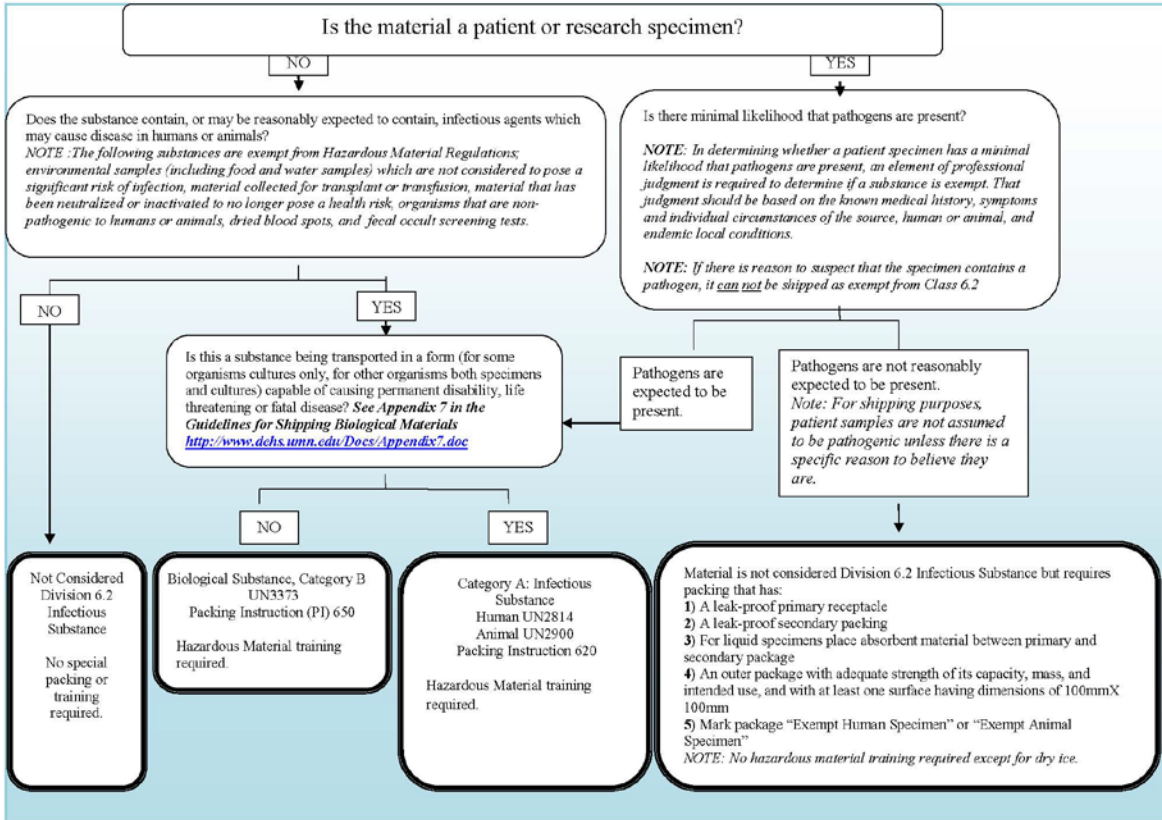 Is the material a patient or research specimen?
NO
YES
Does the substance contain, or may be reasonably expected to contain, infectious agents which
may cause disease in humans or animals?
NOTE :The following substances are exempt from Hazardous Material Regulations;
environmental samples (including food and water samples) which are not considered to pose a
significant risk of infection, material collected for transplant or transfusion, material that has
been neutralized or inactivated to no longer pose a health risk, organisms that are non-
pathogenic to humans or animals, dried blood spots, and fecal occult screening tests.
Is there minimal likelihood that pathogens are present?
NOTE: In determining whether a patient specimen has a minimal
likelihood that pathogens are present, an element of professional
judgment is required to determine if a substance is exempt. That
judgment should be based on the known medical history, symptoms
and individual circumstances of the source, human or animal, and
endemic local conditions.
NOTE: If there is reason to suspect that the specimen contains a
pathogen, it can not be shipped as exempt from Class 6.2
NO
YES
Is this a substance being transported in a form (for some
organisms cultures only, for other organisms both specimens
and cultures) capable of causing permanent disability, life
threatening or fatal disease? See Appendix 7 in the
Guidelines for Shipping Biological Materials
http://www.dehs.umn.edu/Docs/Appendix7.doc
Pathogens are
expected to be
present.
Pathogens are not reasonably
expected to be present.
Note: For shipping purposes,
patient samples are not assumed
to be pathogenic unless there is a
specific reason to believe they
are.
NO
YES
Not Considered
Division 6.2
Infectious
Substance
No special
packing or
training
required.
Biological Substance, Category B
UN3373
Packing Instruction (PI) 650
Hazardous Material training
required.
Category A: Infectious
Substance
Human UN2814
Animal UN2900
Packing Instruction 620
Hazardous Material training
required.
Material is not considered Division 6.2 Infectious Substance but requires
packing that has:
1) A leak-proof primary receptacle
2) A leak-proof secondary packing
3) For liquid specimens place absorbent material between primary and
secondary package
4) An outer package with adequate strength of its capacity, mass, and
intended use, and with at least one surface having dimensions of 100mmX
100mm
5) Mark package “Exempt Human Specimen” or “Exempt Animal
Specimen”
NOTE: No hazardous material training required except for dry ice.